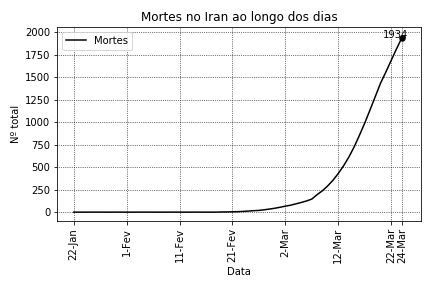 Mortes no Iran ao longo dos dias
Mortes
1934
Nº total
2000
1750
1500
1250
1000
750
500
250
0
22-Jan
1-Fev
11-Fev
21-Fev
2-Mar
12-Mar
22-Mar
24-Mar
Data